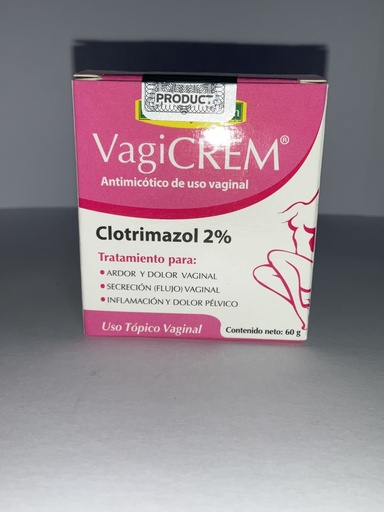 PRODUCT
VagiCREM®
Antimicótico de uso vaginal
Clotrimazol 2%
Tratamiento para:
• ARDOR Y DOLOR VAGINAL
• SECRECIÓN (FLUJO) VAGINAL
• INFLAMACIÓN Y DOLOR PÉLVICO
Uso Tópico Vaginal
Contenido neto: 60 g